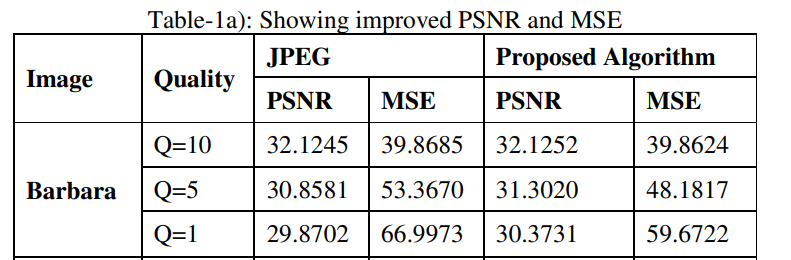 Table-1a): Showing improved PSNR and MSE
Image Quality JPEG Proposed Algorithm
PSNR MSE PSNR MSE
Barbara Q=10 32.1245 39.8685 32.1252 39.8624
Q=5 30.8581 53.3670 31.3020 48.1817
Q=1 29.8702 66.9973 30.3731 59.6722